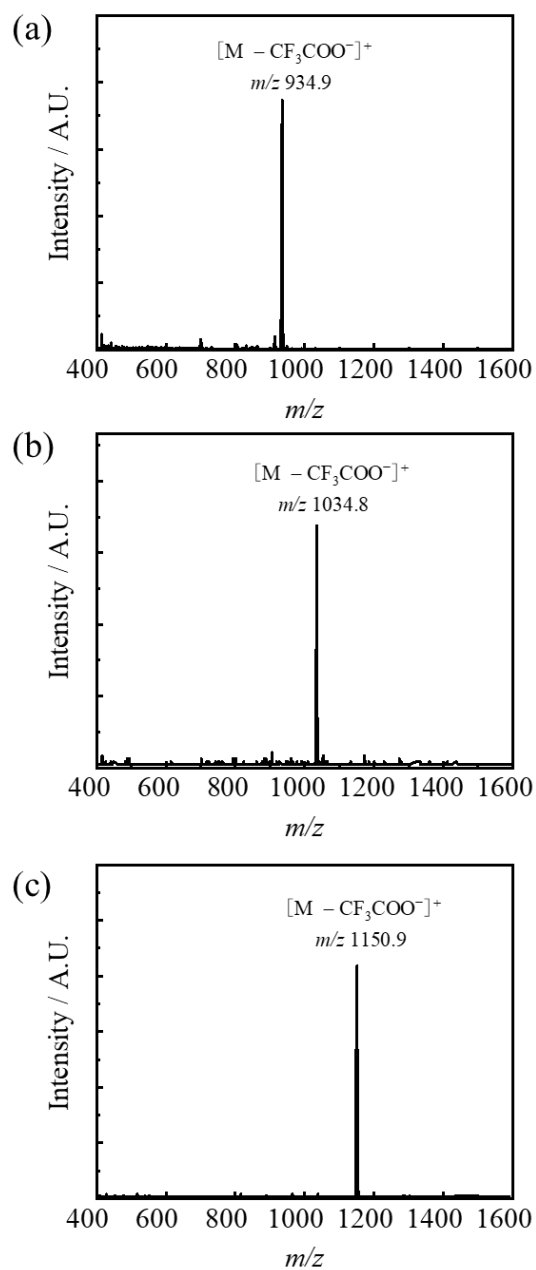 (a)
[M – CF₃COO⁻]⁺
m/z 934.9
Intensity / A.U.
400 600 800 1000 1200 1400 1600
m/z
(b)
[M – CF₃COO⁻]⁺
m/z 1034.8
Intensity / A.U.
400 600 800 1000 1200 1400 1600
m/z
(c)
[M – CF₃COO⁻]⁺
m/z 1150.9
Intensity / A.U.
400 600 800 1000 1200 1400 1600
m/z